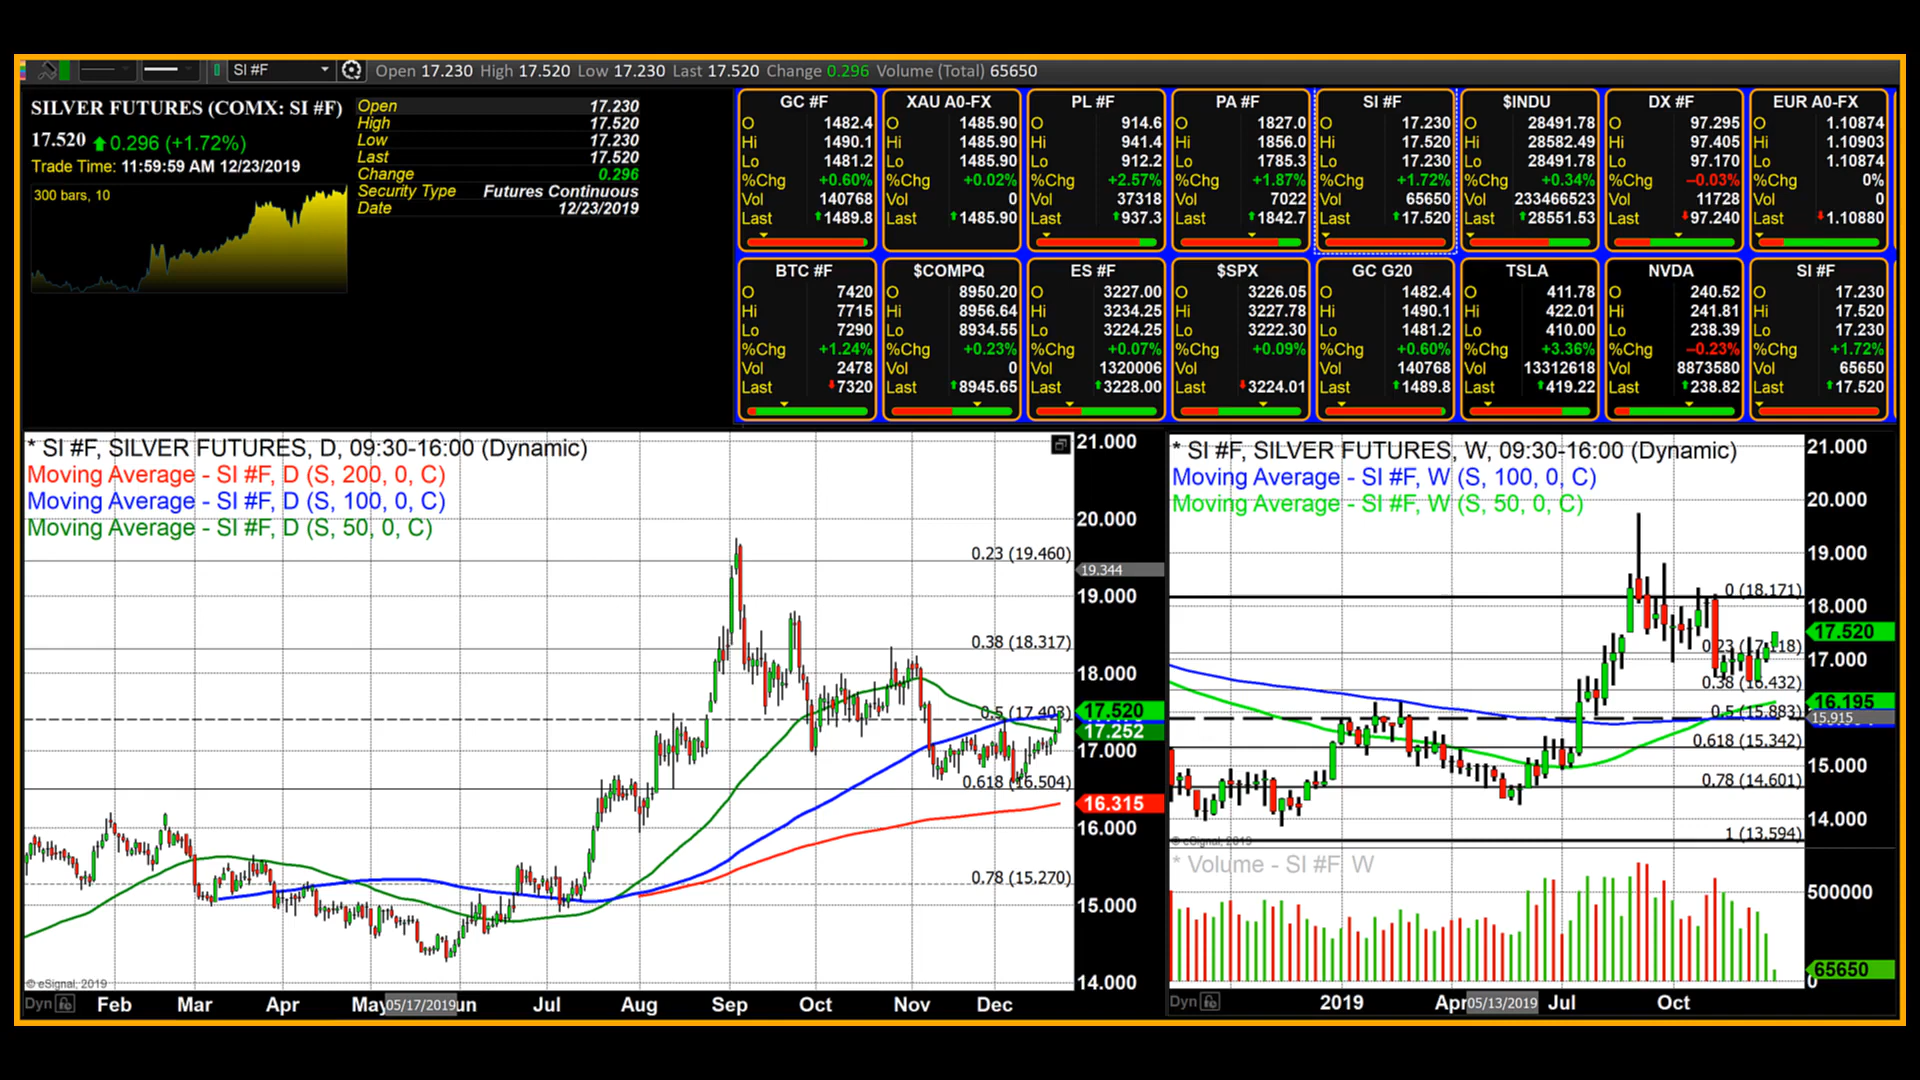 SI #F Open 17.230 High 17.520 Low 17.230 Last 17.520 Change 0.296 Volume (Total) 65650
SILVER FUTURES (COMX: SI #F)
17.520 0.296 (+1.72%)
Trade Time: 11:59:59 AM 12/23/2019
300 bars, 10
Open 17.230
High 17.520
Low 17.230
Last 17.520
Change 0.296
Security Type Futures Continuous
Date 12/23/2019
GC #F
O 1482.4
Hi 1490.1
Lo 1481.2
%Chg +0.60%
Vol 140768
Last 1489.8
XAU A0-FX
O 1485.90
Hi 1485.90
Lo 1485.90
%Chg +0.02%
Vol 0
Last 1485.90
PL #F
O 914.6
Hi 941.4
Lo 912.2
%Chg +2.57%
Vol 37318
Last 937.3
PA #F
O 1827.0
Hi 1856.0
Lo 1785.3
%Chg +1.87%
Vol 7022
Last 1842.7
SI #F
O 17.230
Hi 17.520
Lo 17.230
%Chg +1.72%
Vol 65650
Last 17.520
$INDU
O 28491.78
Hi 28582.49
Lo 28491.78
%Chg +0.34%
Vol 233466523
Last 28551.53
DX #F
O 97.295
Hi 97.405
Lo 97.170
%Chg -0.03%
Vol 11728
Last 97.240
EUR A0-FX
O 1.10874
Hi 1.10903
Lo 1.10874
%Chg 0%
Vol 0
Last 1.10880
BTC #F
O 7420
Hi 7715
Lo 7290
%Chg +1.24%
Vol 2478
Last 7320
$COMPQ
O 8950.20
Hi 8956.64
Lo 8934.55
%Chg +0.23%
Vol 0
Last 8945.65
ES #F
O 3227.00
Hi 3234.25
Lo 3224.25
%Chg +0.07%
Vol 1320006
Last 3228.00
$SPX
O 3226.05
Hi 3227.78
Lo 3222.30
%Chg +0.09%
Vol
Last 3224.01
GC G20
O 1482.4
Hi 1490.1
Lo 1481.2
%Chg +0.60%
Vol 140768
Last 1489.8
TSLA
O 411.78
Hi 422.01
Lo 410.00
%Chg +3.36%
Vol 13312618
Last 419.22
NVDA
O 240.52
Hi 241.81
Lo 238.39
%Chg -0.23%
Vol 8873580
Last 238.82
SI #F
O 17.230
Hi 17.520
Lo 17.230
%Chg +1.72%
Vol 65650
Last 17.520
* SI #F, SILVER FUTURES, D, 09:30-16:00 (Dynamic)
Moving Average - SI #F, D (S, 200, 0, C)
Moving Average - SI #F, D (S, 100, 0, C)
Moving Average - SI #F, D (S, 50, 0, C)
0.23 (19.460)
0.38 (18.317)
0.5 (17.403)
0.618 (16.504)
0.78 (15.270)
21.000
20.000
19.344
19.000
18.000
17.520
17.252
17.000
16.315
16.000
15.000
14.000
© eSignal, 2019
Dyn Feb Mar Apr May 05/17/2019 Jun Jul Aug Sep Oct Nov Dec
* SI #F, SILVER FUTURES, W, 09:30-16:00 (Dynamic)
Moving Average - SI #F, W (S, 100, 0, C)
Moving Average - SI #F, W (S, 50, 0, C)
0 (18.171)
0.38 (16.432)
0.5 (15.883)
0.618 (15.342)
0.78 (14.601)
1 (13.594)
21.000
20.000
19.000
18.000
17.520
17.000
16.195
15.915
15.000
14.000
© eSignal, 2019
* Volume - SI #F W
500000
65650
0
Dyn 2019 Apr 05/13/2019 Jul Oct